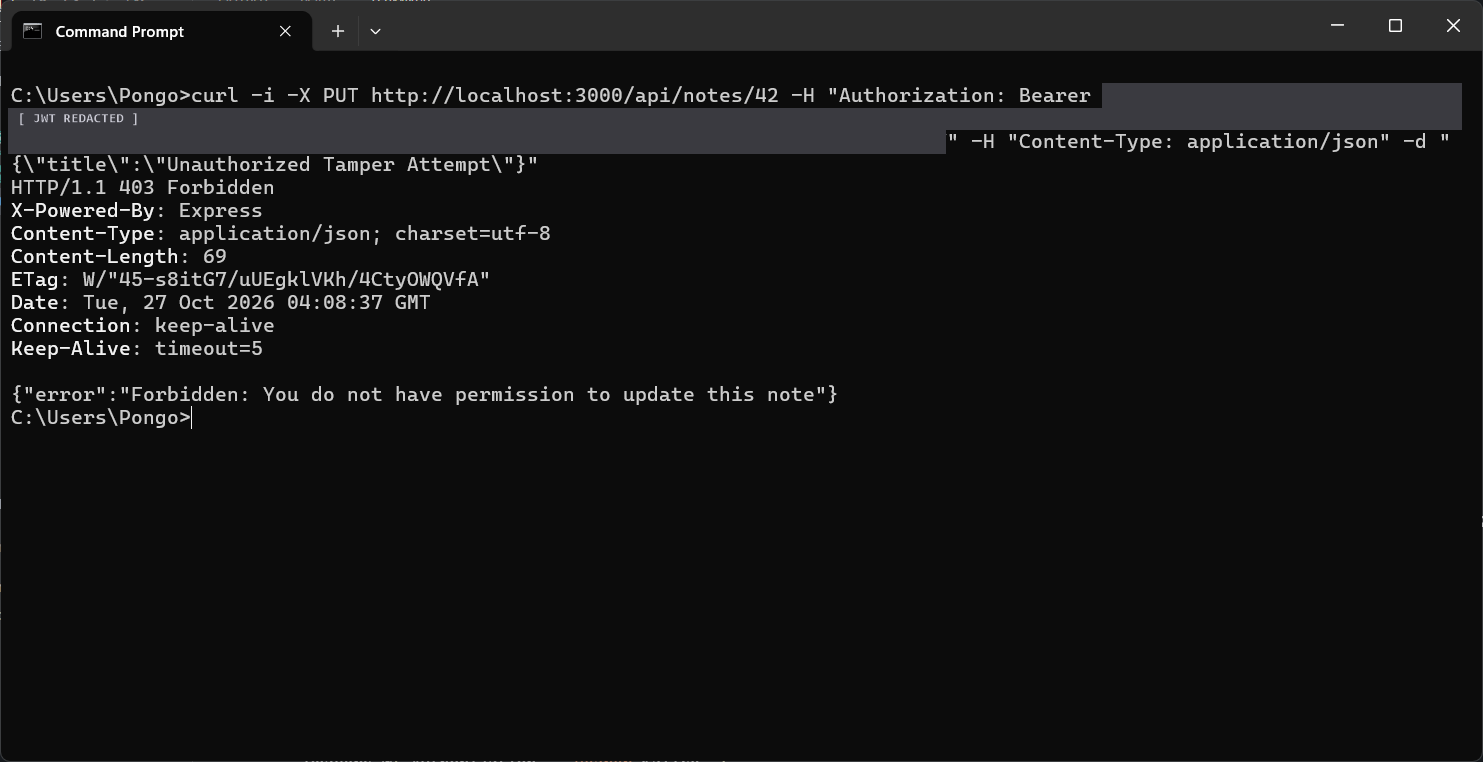 Command Prompt
C:\Users\Pongo>curl -i -X PUT http://localhost:3000/api/notes/42 -H "Authorization: Bearer
[ JWT REDACTED ]
" -H "Content-Type: application/json" -d "
{\"title\":\"Unauthorized Tamper Attempt\"}"
HTTP/1.1 403 Forbidden
X-Powered-By: Express
Content-Type: application/json; charset=utf-8
Content-Length: 69
ETag: W/"45-s8itG7/uUEgklVKh/4CtyOWQVfA"
Date: Tue, 27 Oct 2026 04:08:37 GMT
Connection: keep-alive
Keep-Alive: timeout=5
{"error":"Forbidden: You do not have permission to update this note"}
C:\Users\Pongo>